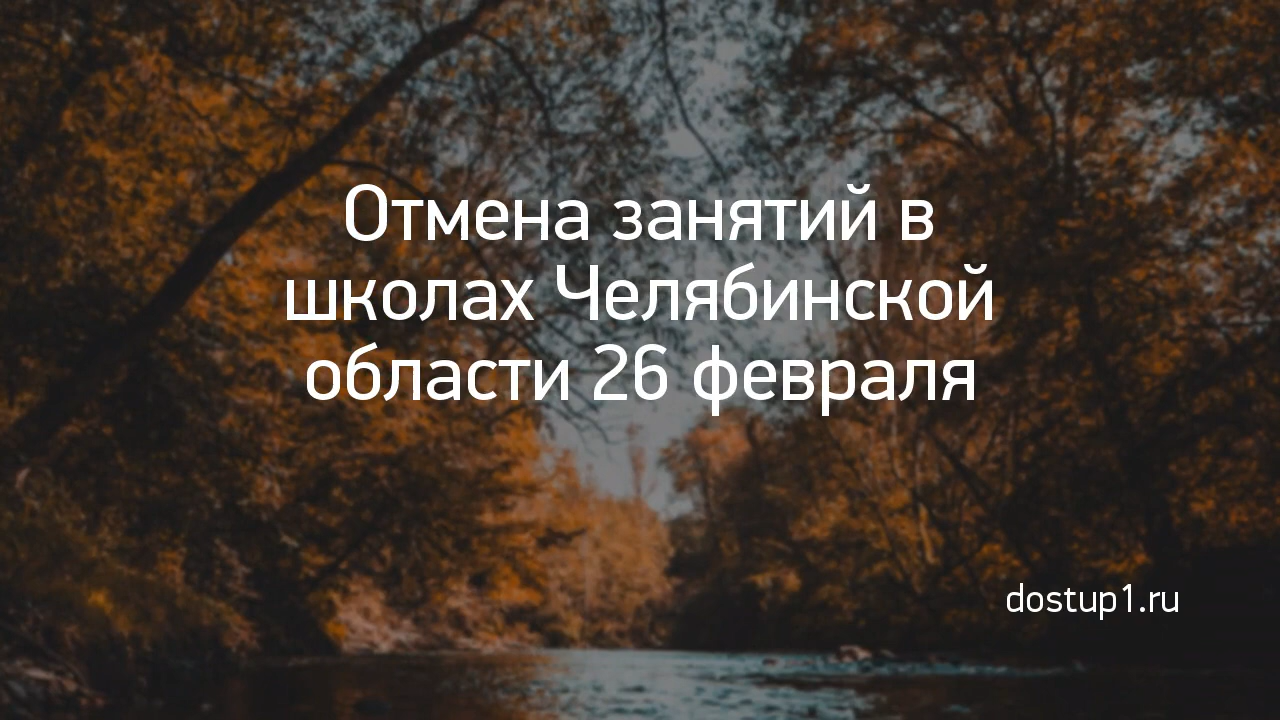 Отмена занятий в
школах Челябинской
области 26 февраля
dostup1.ru